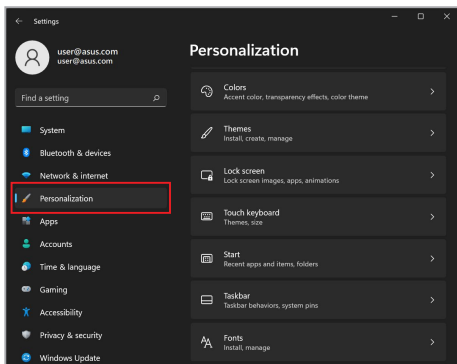 Settings
user@asus.com
user@asus.com
Find a setting
System
Bluetooth & devices
Network & internet
Personalization
Apps
Accounts
Time & language
Gaming
Accessibility
Privacy & security
Windows Update
Personalization
Colors
Accent color, transparency effects, color theme
Themes
Install, create, manage
Lock screen
Lock screen images, apps, animations
Touch keyboard
Themes, size
Start
Recent apps and items, folders
Taskbar
Taskbar behaviors, system pins
Fonts
Install, manage